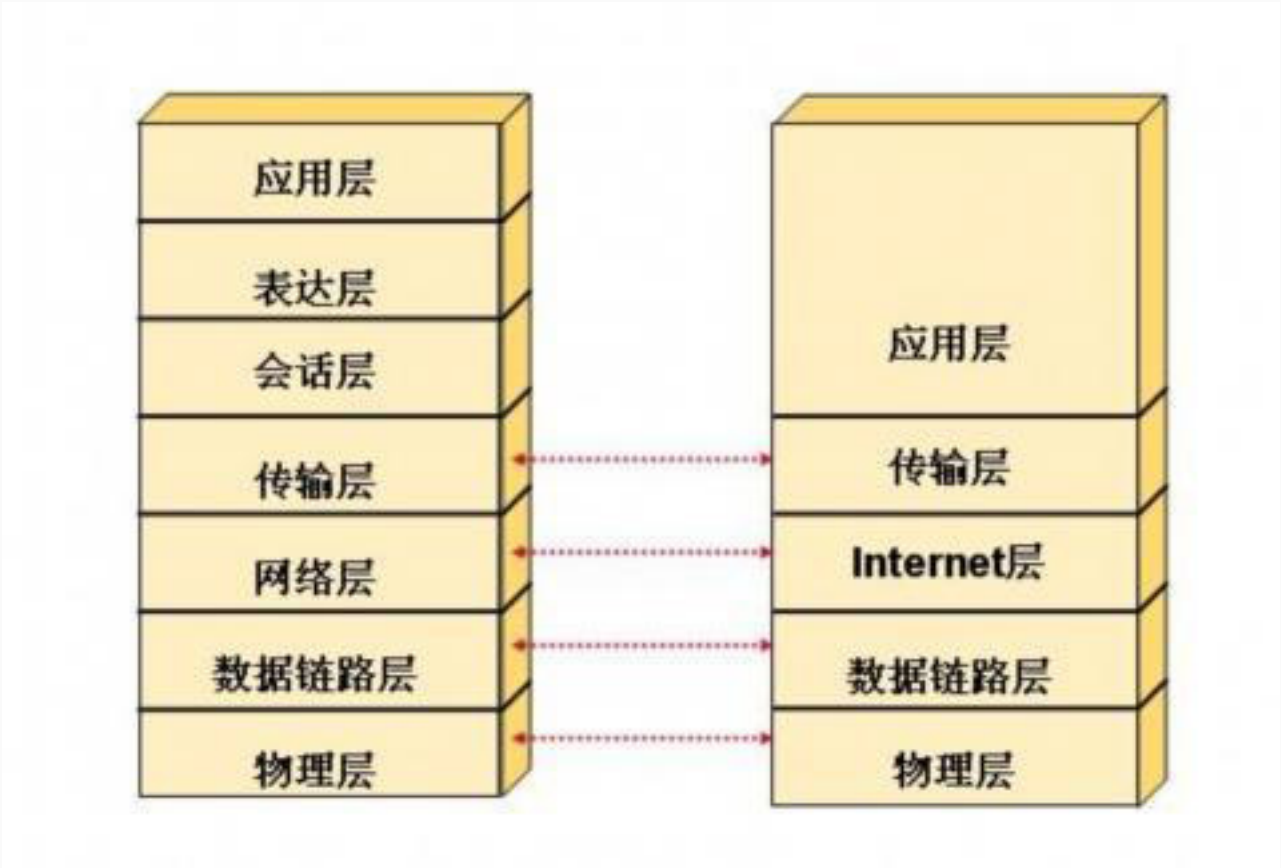 应用层
表达层
会话层
传输层
网络层
数据链路层
物理层
应用层
传输层
Internet层
数据链路层
物理层